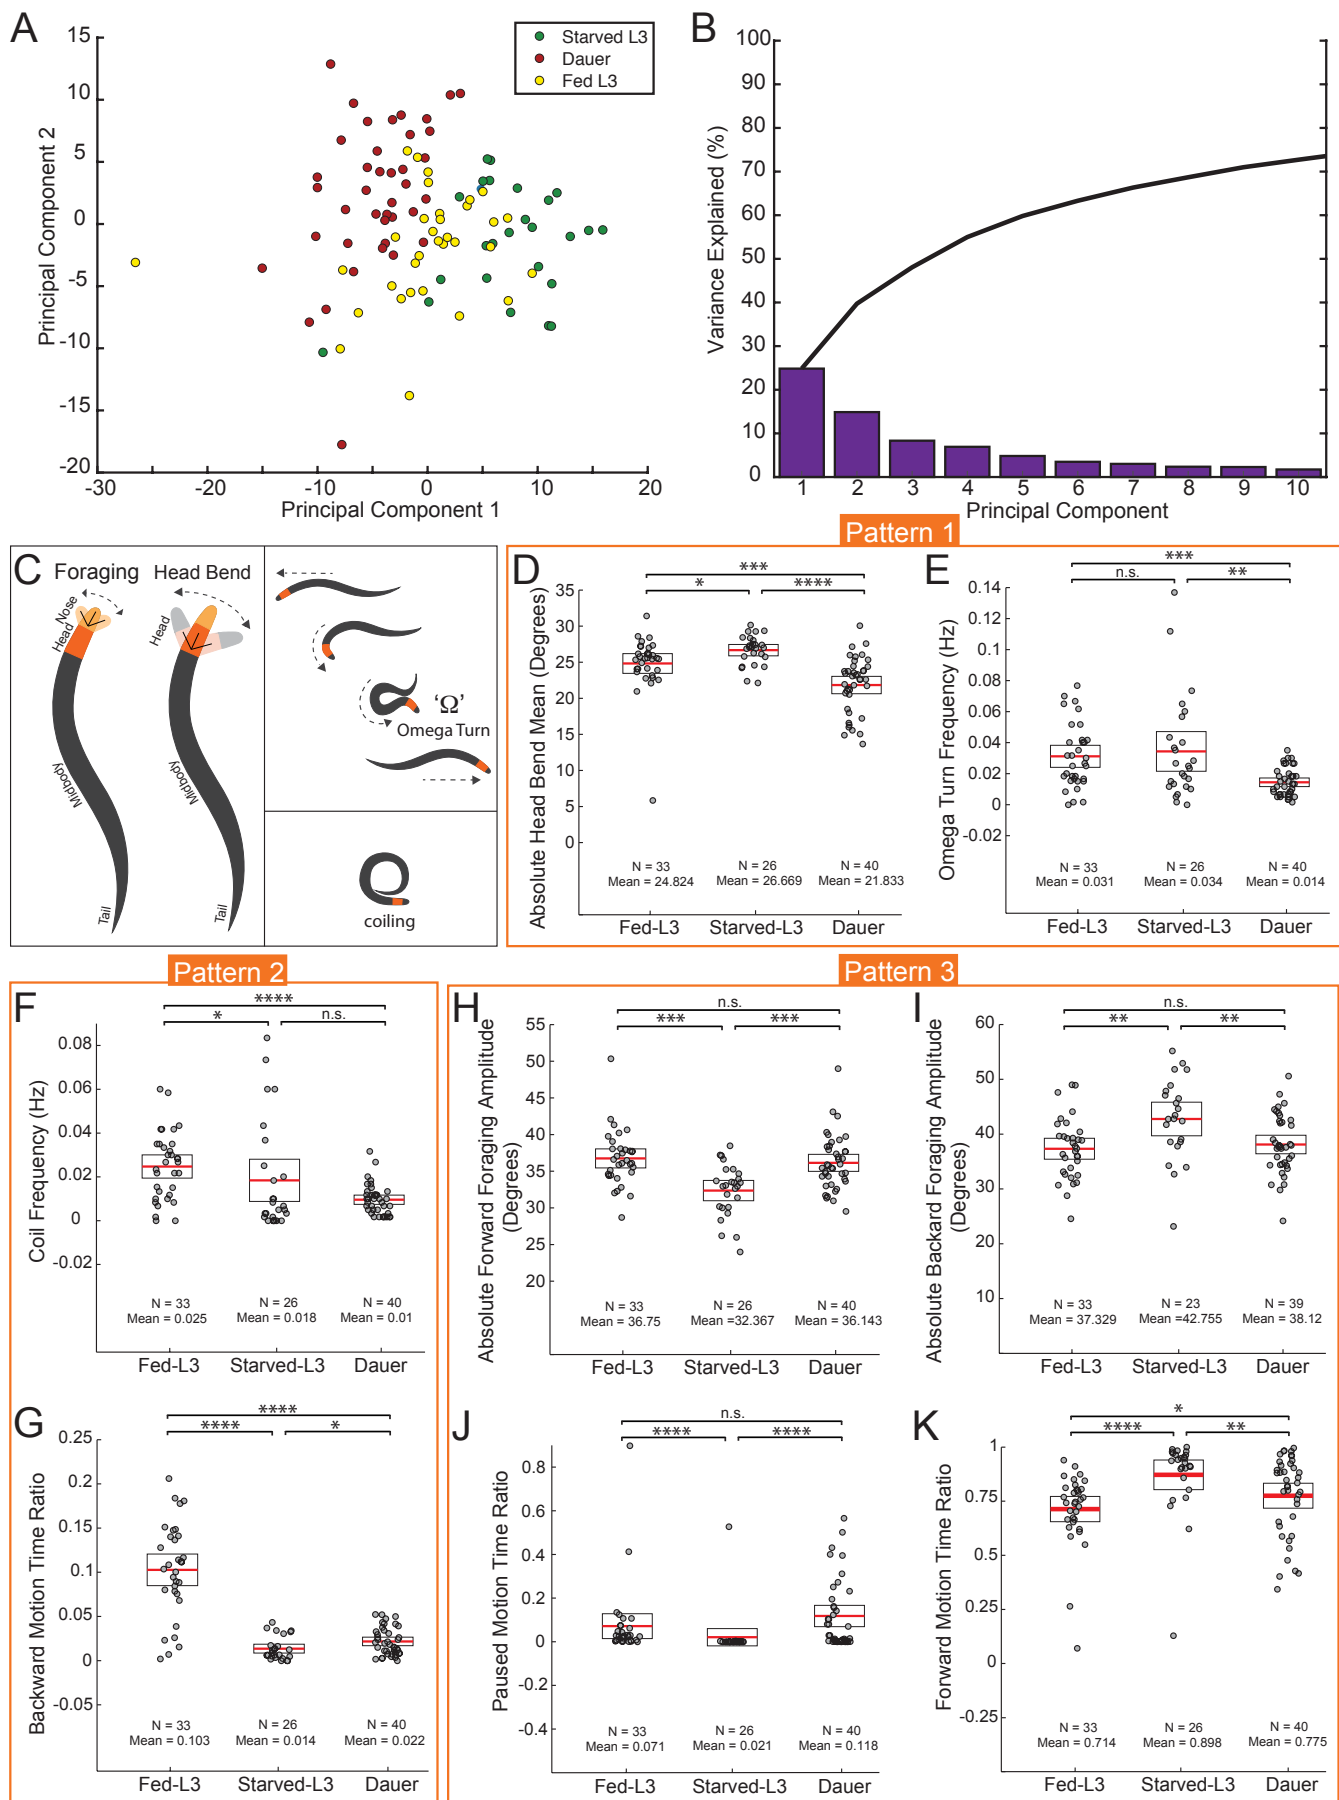 A
15
10
5
0
-5
-10
-15
-20
-30
-20
-10
0
10
20
Principal Component 2
Principal Component 1
Starved L3
Dauer
Fed L3
B
100
90
80
70
60
50
40
30
20
10
0
1 2 3 4 5 6 7 8 9 10
Variance Explained (%)
Principal Component
C
Foraging
Head Bend
Nose
Head
Midbody
Tail
Head
Midbody
Tail
‘Ω’
Omega Turn
coiling
Pattern 1
D
***
*
****
35
30
25
20
15
10
5
0
Absolute Head Bend Mean (Degrees)
N = 33
Mean = 24.824
N = 26
Mean = 26.669
N = 40
Mean = 21.833
Fed-L3
Starved-L3
Dauer
E
***
n.s.
**
0.14
0.12
0.1
0.08
0.06
0.04
0.02
0
-0.02
Omega Turn Frequency (Hz)
N = 33
Mean = 0.031
N = 26
Mean = 0.034
N = 40
Mean = 0.014
Fed-L3
Starved-L3
Dauer
Pattern 2
F
****
*
n.s.
0.08
0.06
0.04
0.02
0
-0.02
Coil Frequency (Hz)
N = 33
Mean = 0.025
N = 26
Mean = 0.018
N = 40
Mean = 0.01
Fed-L3
Starved-L3
Dauer
G
****
****
*
0.25
0.2
0.15
0.1
0.05
0
-0.05
Backward Motion Time Ratio
N = 33
Mean = 0.103
N = 26
Mean = 0.014
N = 40
Mean = 0.022
Fed-L3
Starved-L3
Dauer
Pattern 3
H
n.s.
***
***
55
50
45
40
35
30
25
20
Absolute Forward Foraging Amplitude
(Degrees)
N = 33
Mean = 36.75
N = 26
Mean =32.367
N = 40
Mean = 36.143
Fed-L3
Starved-L3
Dauer
I
n.s.
**
**
60
50
40
30
20
10
Absolute Backard Foraging Amplitude
(Degrees)
N = 33
Mean = 37.329
N = 23
Mean =42.755
N = 39
Mean = 38.12
Fed-L3
Starved-L3
Dauer
J
n.s.
****
****
0.8
0.6
0.4
0.2
0
-0.2
-0.4
Paused Motion Time Ratio
N = 33
Mean = 0.071
N = 26
Mean = 0.021
N = 40
Mean = 0.118
Fed-L3
Starved-L3
Dauer
K
*
****
**
1
0.75
0.5
0.25
0
-0.25
Forward Motion Time Ratio
N = 33
Mean = 0.714
N = 26
Mean = 0.898
N = 40
Mean = 0.775
Fed-L3
Starved-L3
Dauer